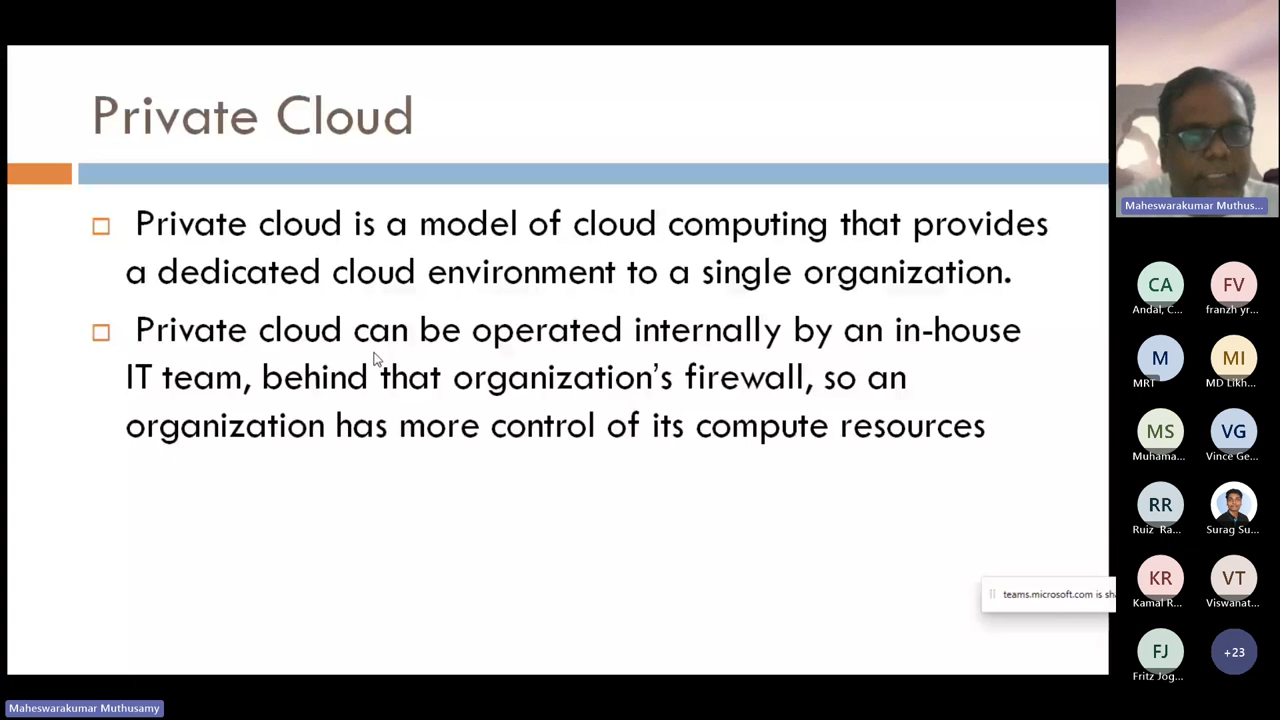 Private Cloud
Private cloud is a model of cloud computing that provides
a dedicated cloud environment to a single organization.
Private cloud can be operated internally by an in-house
IT team, behind that organization's firewall, so an
organization has more control of its compute resources
teams.microsoft.com is sh
Maheswarakumar Muthusamy
Maheswarakumar Muthus...
CA
Andal, C...
FV
franzh yr...
M
MRT
MI
MD Likh...
MS
Muhama...
VG
Vince Ge...
RR
Ruiz Ra...
Surag Su...
KR
Kamal R...
VT
Viswanat...
FJ
Fritz Jog...
+23